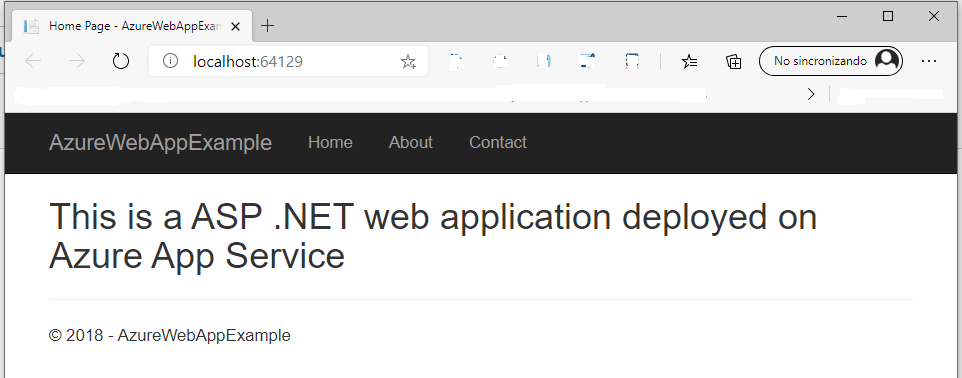 Home Page - AzureWebAppExam
localhost:64129
No sincronizando
AzureWebAppExample Home About Contact
This is a ASP .NET web application deployed on
Azure App Service
© 2018 - AzureWebAppExample